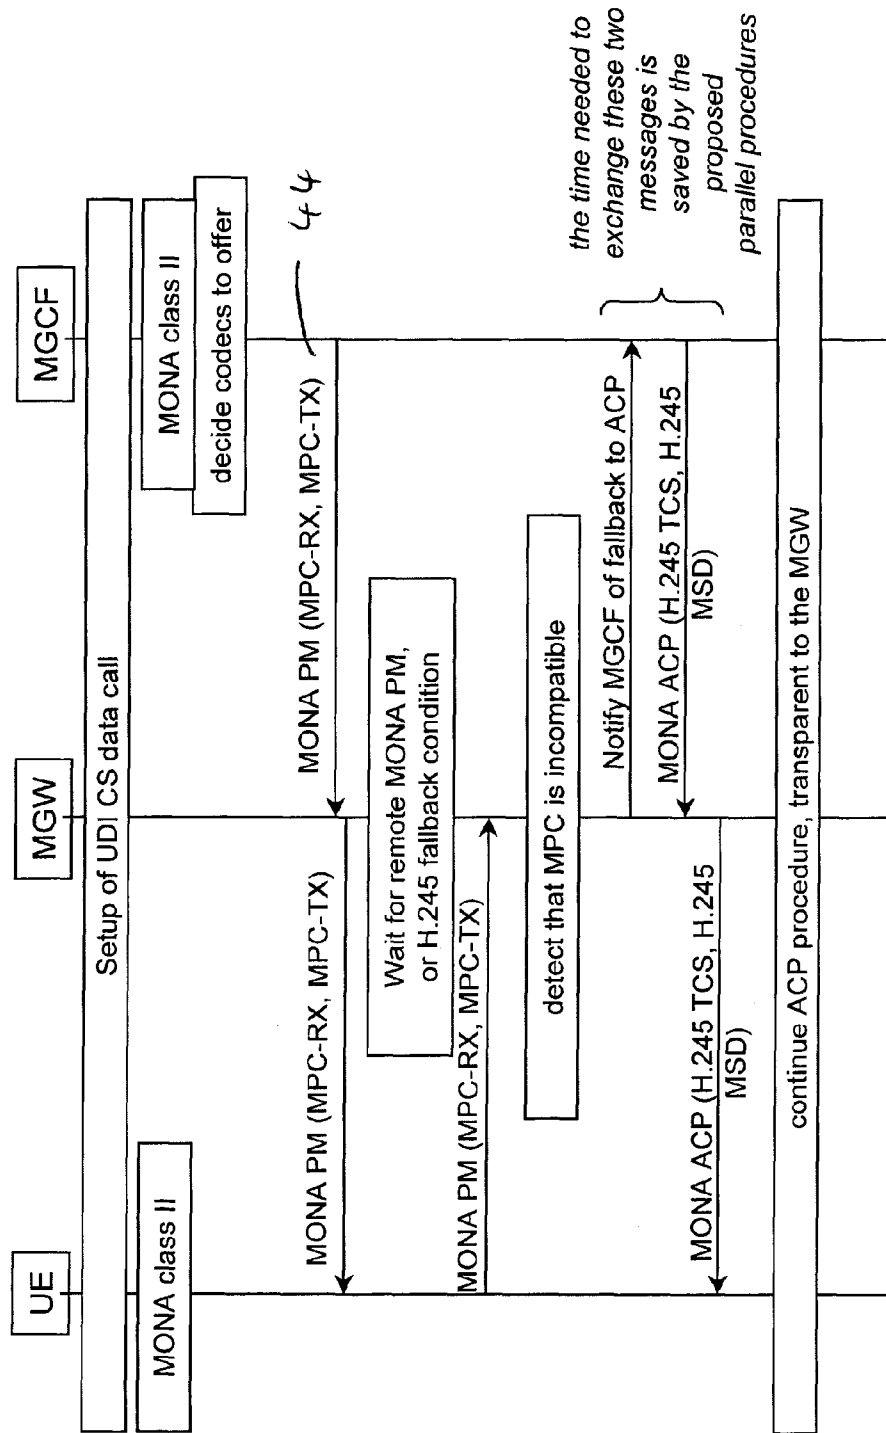 UE
MGW
MGCF
Setup of UDI CS data call
MONA class II
MONA class II
decide codecs to offer
44
MONA PM (MPC-RX, MPC-TX)
MONA PM (MPC-RX, MPC-TX)
Wait for remote MONA PM,
or H.245 fallback condition
MONA PM (MPC-RX, MPC-TX)
detect that MPC is incompatible
Notify MGCF of fallback to ACP
MONA ACP (H.245 TCS, H.245
MSD)
the time needed to
exchange these two
messages is
saved by the
proposed
parallel procedures
MONA ACP (H.245 TCS, H.245
MSD)
continue ACP procedure, transparent to the MGW